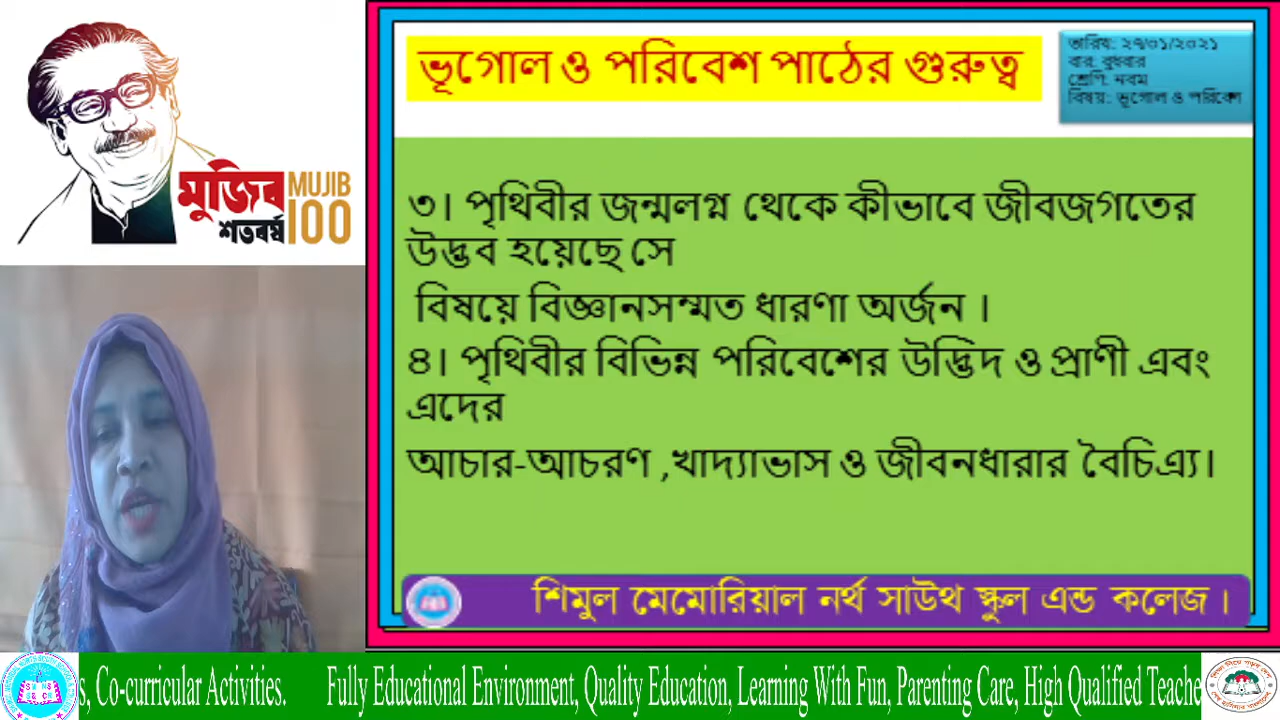 ভূগোল ও পরিবেশ পাঠের গুরুত্ব
তারিখ: ২৭/০১/২০২১
বার: বুধবার
শ্রেণি: নবম
বিষয়: ভূগোল ও পরিবেশ
মুজিব
শতবর্ষ
MUJIB
100
৩। পৃথিবীর জন্মলগ্ন থেকে কীভাবে জীবজগতের
উদ্ভব হয়েছে সে
বিষয়ে বিজ্ঞানসম্মত ধারণা অর্জন ।
৪। পৃথিবীর বিভিন্ন পরিবেশের উদ্ভিদ ও প্রাণী এবং
এদের
আচার-আচরণ ,খাদ্যাভাস ও জীবনধারার বৈচিএ্য।
শিমুল মেমোরিয়াল নর্থ সাউথ স্কুল এন্ড কলেজ ।
s, Co-curricular Activities. Fully Educational Environment, Quality Education, Learning With Fun, Parenting Care, High Qualified Teache